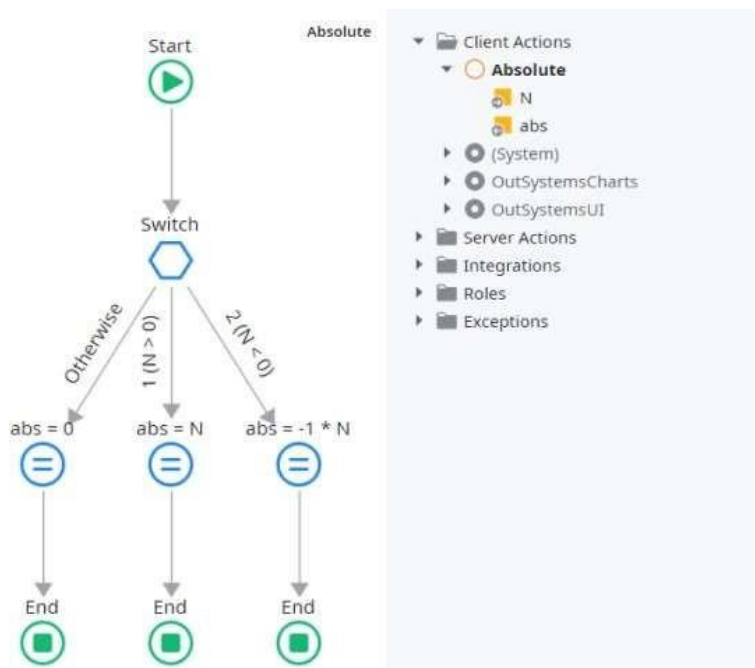 Absolute
Start
Switch
Otherwise
1 (N > 0)
2 (N < 0)
abs = 0
abs = N
abs = -1 * N
End
End
End
Client Actions
Absolute
N
abs
(System)
OutSystemsCharts
OutSystemsUI
Server Actions
Integrations
Roles
Exceptions